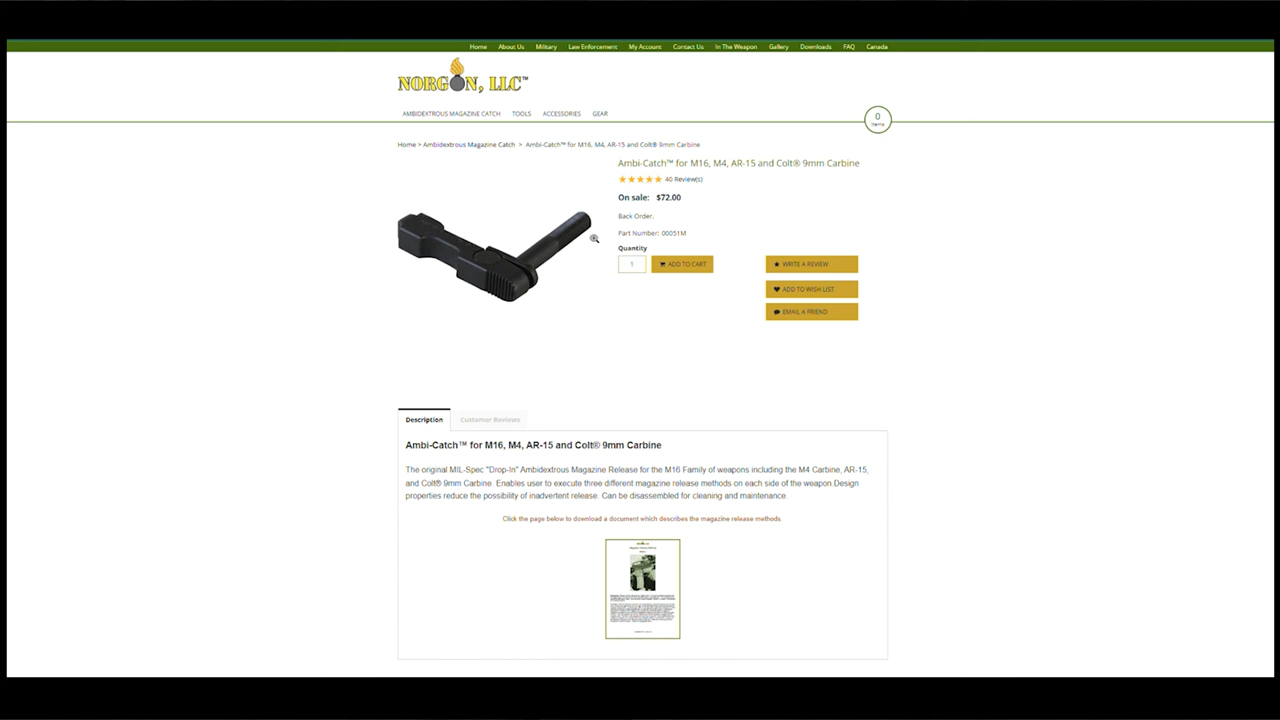 Home About Us Military Law Enforcement My Account Contact Us In The Weapon Gallery Downloads FAQ Canada
NORGON, LLC™
AMBIDEXTROUS MAGAZINE CATCH TOOLS ACCESSORIES GEAR
0
items
Home > Ambidextrous Magazine Catch > Ambi-Catch™ for M16, M4, AR-15 and Colt® 9mm Carbine
Ambi-Catch™ for M16, M4, AR-15 and Colt® 9mm Carbine
40 Review(s)
On sale: $72.00
Back Order.
Part Number: 00051M
Quantity
1 ADD TO CART
WRITE A REVIEW
ADD TO WISH LIST
EMAIL A FRIEND
Description Customer Reviews
Ambi-Catch™ for M16, M4, AR-15 and Colt® 9mm Carbine
The original MIL-Spec "Drop-In" Ambidextrous Magazine Release for the M16 Family of weapons including the M4 Carbine, AR-15,
and Colt® 9mm Carbine. Enables user to execute three different magazine release methods on each side of the weapon Design
properties reduce the possibility of inadvertent release. Can be disassembled for cleaning and maintenance.
Click the page below to download a document which describes the magazine release methods.